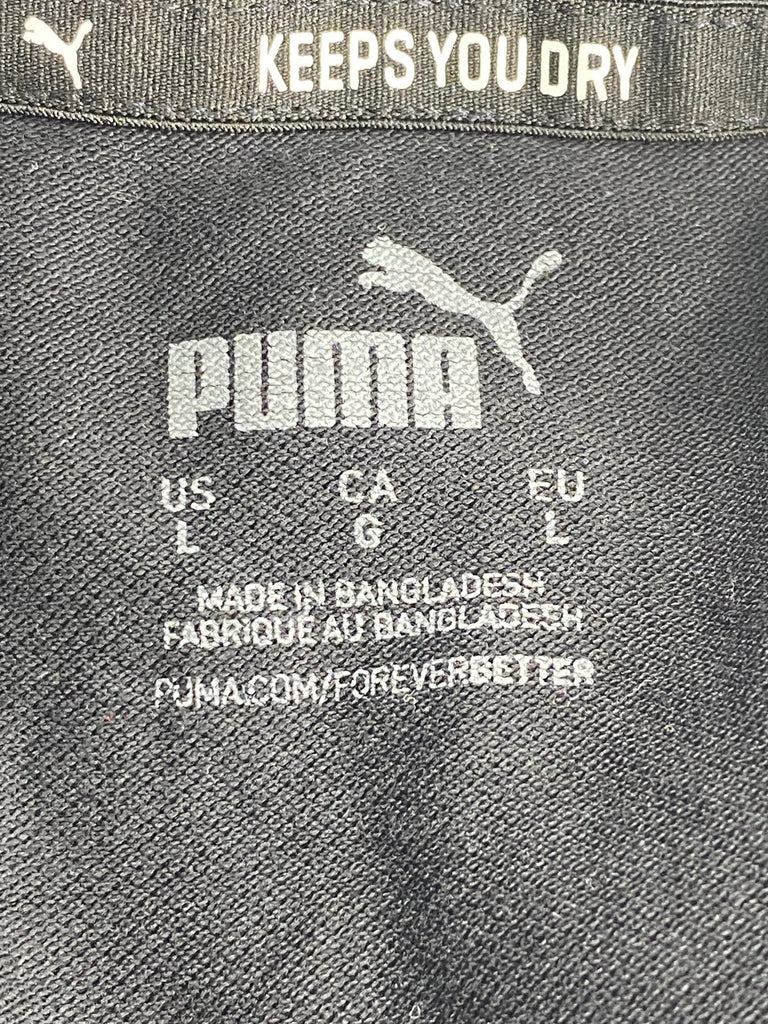 KEEPS YOU DRY
PUMA
US CA EU
L G L
MADE IN BANGLADESH
FABRIQUE AU BANGLADESH
PUMA.COM/FOREVERBETTER